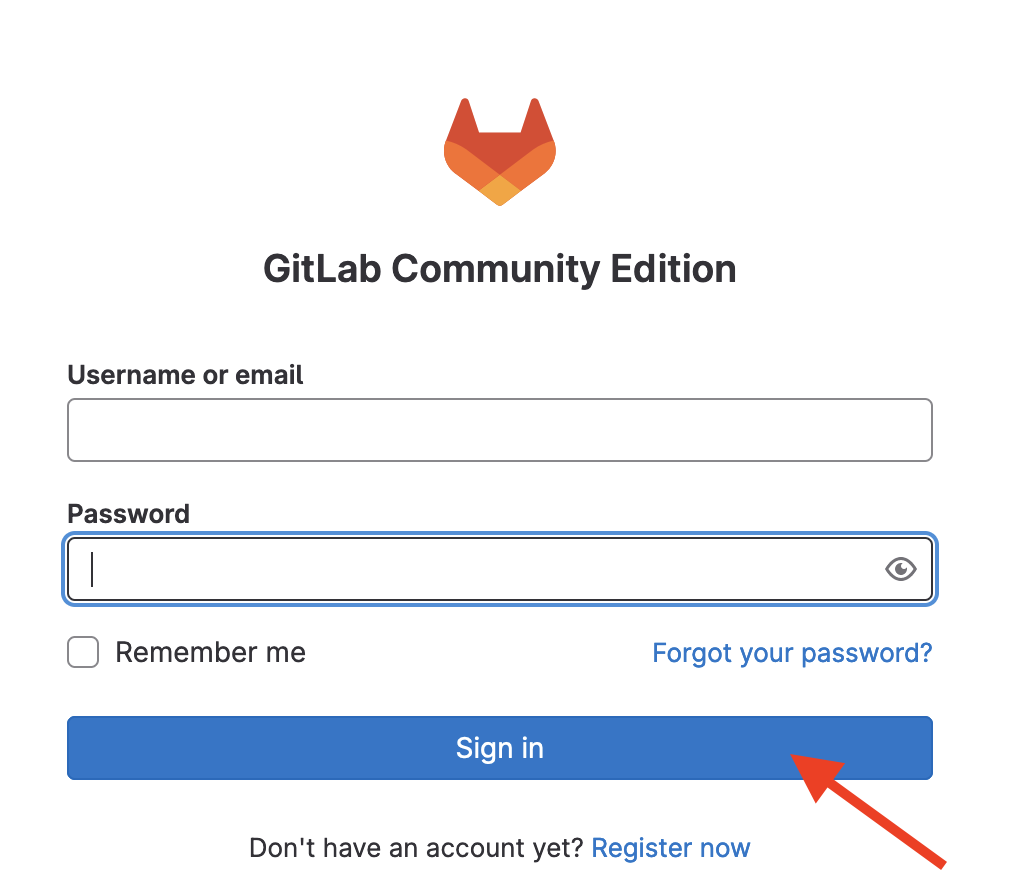 GitLab Community Edition
Username or email
Password
Remember me Forgot your password?
Sign in
Don't have an account yet? Register now